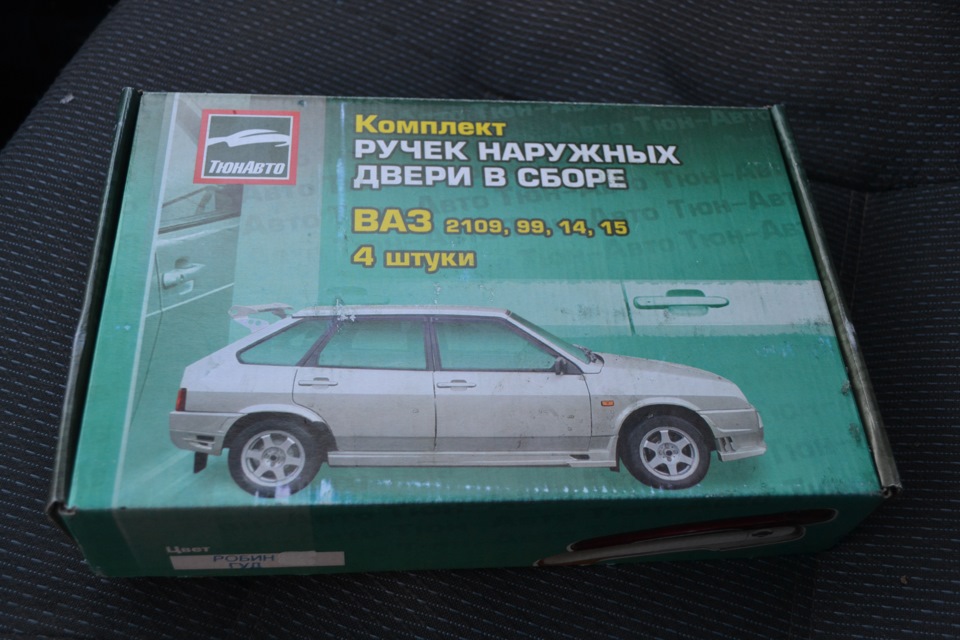 ТюнАвто
Комплект
РУЧЕК НАРУЖНЫХ
ДВЕРИ В СБОРЕ
ВАЗ 2109, 99, 14, 15
4 штуки
Цвет
РОБИН
ГУД